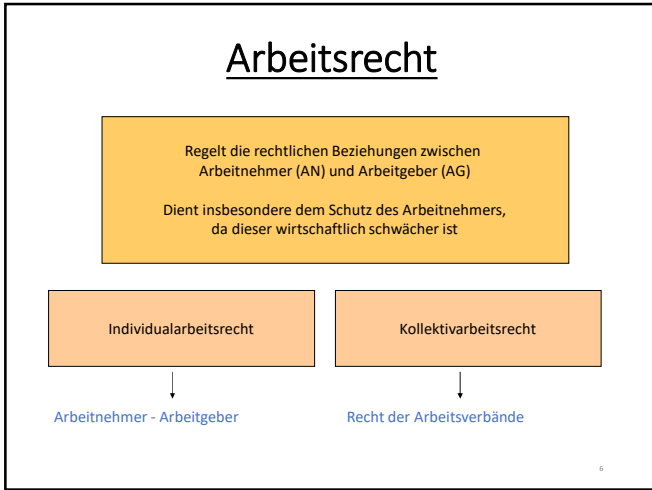 Arbeitsrecht
Regelt die rechtlichen Beziehungen zwischen
Arbeitnehmer (AN) und Arbeitgeber (AG)
Dient insbesondere dem Schutz des Arbeitnehmers,
da dieser wirtschaftlich schwächer ist
Individualarbeitsrecht
Kollektivarbeitsrecht
Arbeitnehmer - Arbeitgeber
Recht der Arbeitsverbände
6